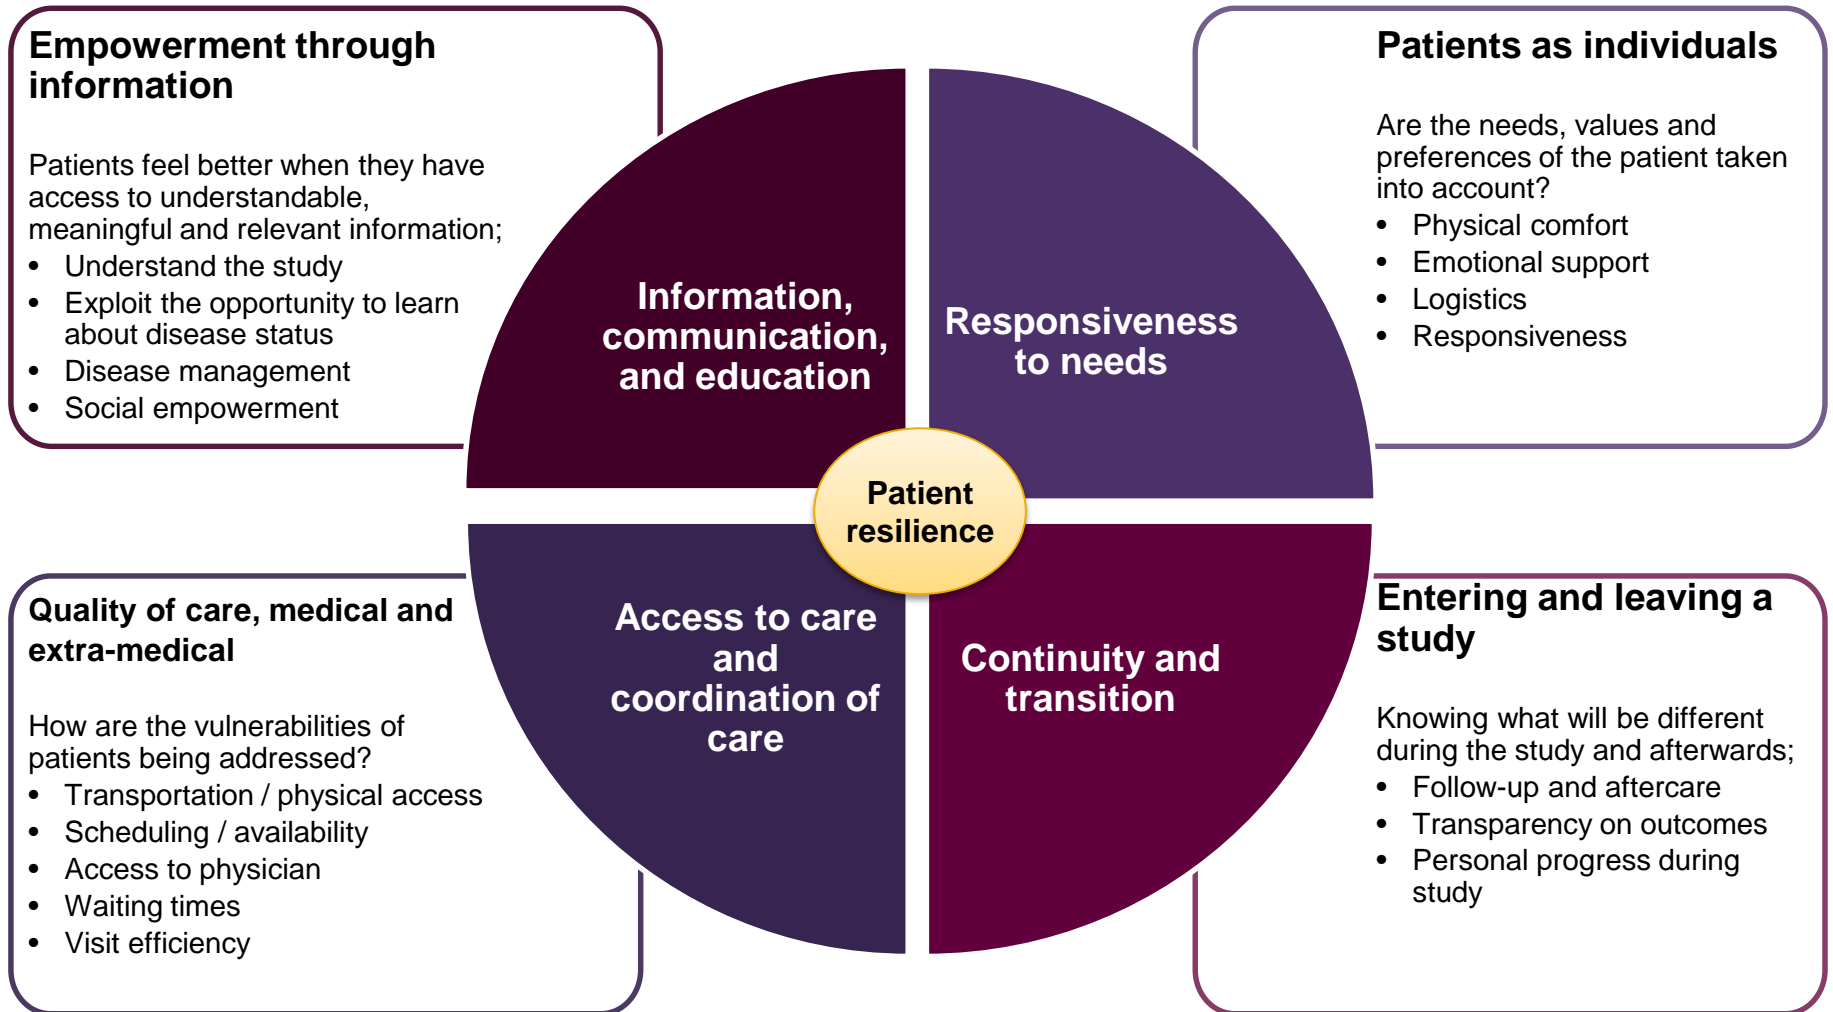 Empowerment through
information
Patients feel better when they have
access to understandable,
meaningful and relevant information;
• Understand the study
• Exploit the opportunity to learn
about disease status
• Disease management
• Social empowerment
Patients as individuals
Are the needs, values and
preferences of the patient taken
into account?
• Physical comfort
• Emotional support
• Logistics
• Responsiveness
Information,
communication,
and education
Responsiveness
to needs
Patient
resilience
Access to care
and
coordination of
care
Continuity and
transition
Quality of care, medical and
extra-medical
How are the vulnerabilities of
patients being addressed?
• Transportation / physical access
• Scheduling / availability
• Access to physician
• Waiting times
• Visit efficiency
Entering and leaving a
study
Knowing what will be different
during the study and afterwards;
• Follow-up and aftercare
• Transparency on outcomes
• Personal progress during
study